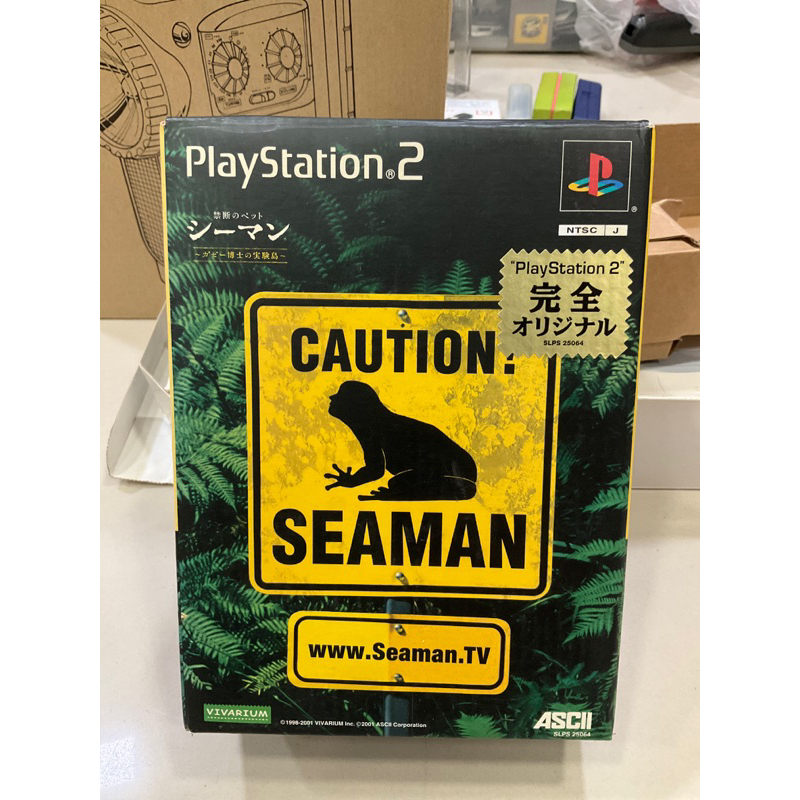 PlayStation®2
禁断のペット
シーマン
～ガゼー博士の実験島～
NTSC J
"PlayStation 2"
完全
オリジナル
SLPS 25064
CAUTION!
SEAMAN
www.Seaman.TV
VIVARIUM
©1998-2001 VIVARIUM Inc. ©2001 ASCII Corporation
ASCII
SLPS 25064